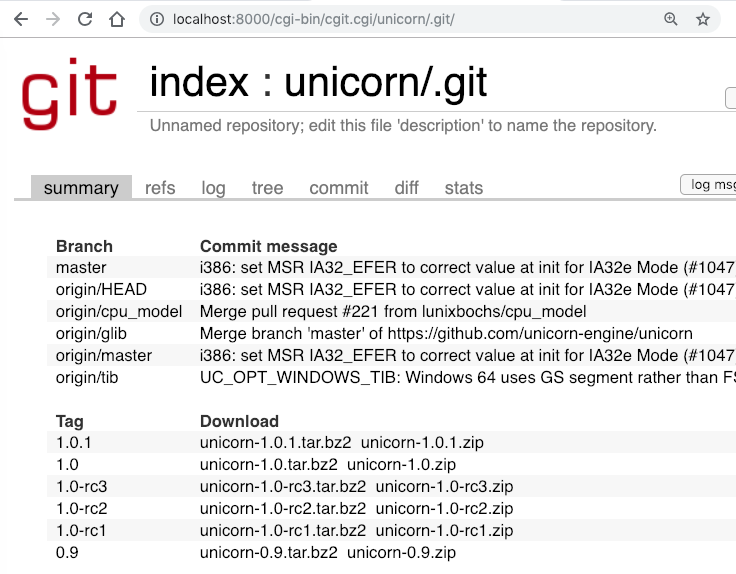 localhost:8000/cgi-bin/cgit.cgi/unicorn/.git/
git
index : unicorn/.git
Unnamed repository; edit this file 'description' to name the repository.
summary refs log tree commit diff stats log msg
Branch Commit message
master i386: set MSR IA32_EFER to correct value at init for IA32e Mode (#1047
origin/HEAD i386: set MSR IA32_EFER to correct value at init for IA32e Mode (#1047
origin/cpu_model Merge pull request #221 from lunixbochs/cpu_model
origin/glib Merge branch 'master' of https://github.com/unicorn-engine/unicorn
origin/master i386: set MSR IA32_EFER to correct value at init for IA32e Mode (#1047
origin/tib UC_OPT_WINDOWS_TIB: Windows 64 uses GS segment rather than FS
Tag Download
1.0.1 unicorn-1.0.1.tar.bz2 unicorn-1.0.1.zip
1.0 unicorn-1.0.tar.bz2 unicorn-1.0.zip
1.0-rc3 unicorn-1.0-rc3.tar.bz2 unicorn-1.0-rc3.zip
1.0-rc2 unicorn-1.0-rc2.tar.bz2 unicorn-1.0-rc2.zip
1.0-rc1 unicorn-1.0-rc1.tar.bz2 unicorn-1.0-rc1.zip
0.9 unicorn-0.9.tar.bz2 unicorn-0.9.zip